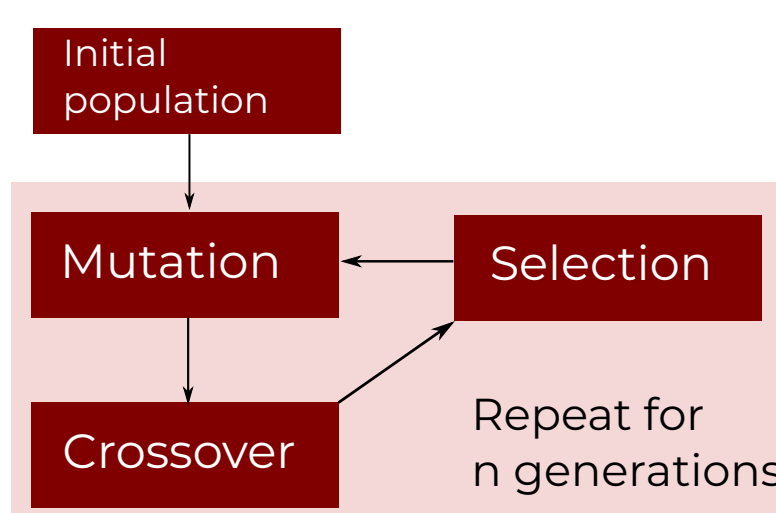 Initial
population
Mutation
Selection
Crossover
Repeat for
n generations